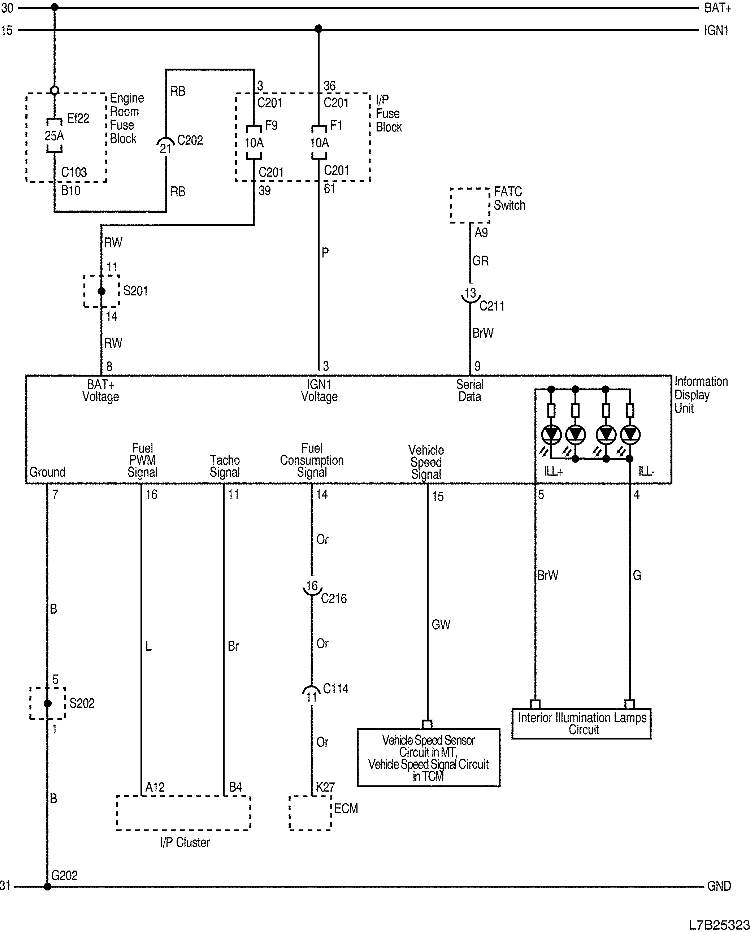 30
BAT+
15
IGN1
RB
3
36
Engine
Room
Fuse
Block
C201
C201
I/P
Fuse
Block
Ef22
25A
F9
10A
F1
10A
C202
21
C103
C201
C201
B10
RB
39
61
FATC
Switch
A9
RW
P
GR
11
S201
14
13
C211
RW
BrW
8
3
9
BAT+
Voltage
IGN1
Voltage
Serial
Data
Information
Display
Unit
Ground
Fuel
PWM
Signal
Tacho
Signal
Fuel
Consumption
Signal
Vehicle
Speed
Signal
ILL+
ILL-
7
16
11
14
15
5
4
Or
BrW
G
16
C216
B
L
Br
Or
GW
5
S202
1
C114
11
Interior Illumination Lamps
Circuit
Or
Vehicle Speed Sensor
Circuit in MT,
Vehicle Speed Signal Circuit
in TCM
B
A12
B4
K27
ECM
I/P Cluster
G202
31
GND
L7B25323